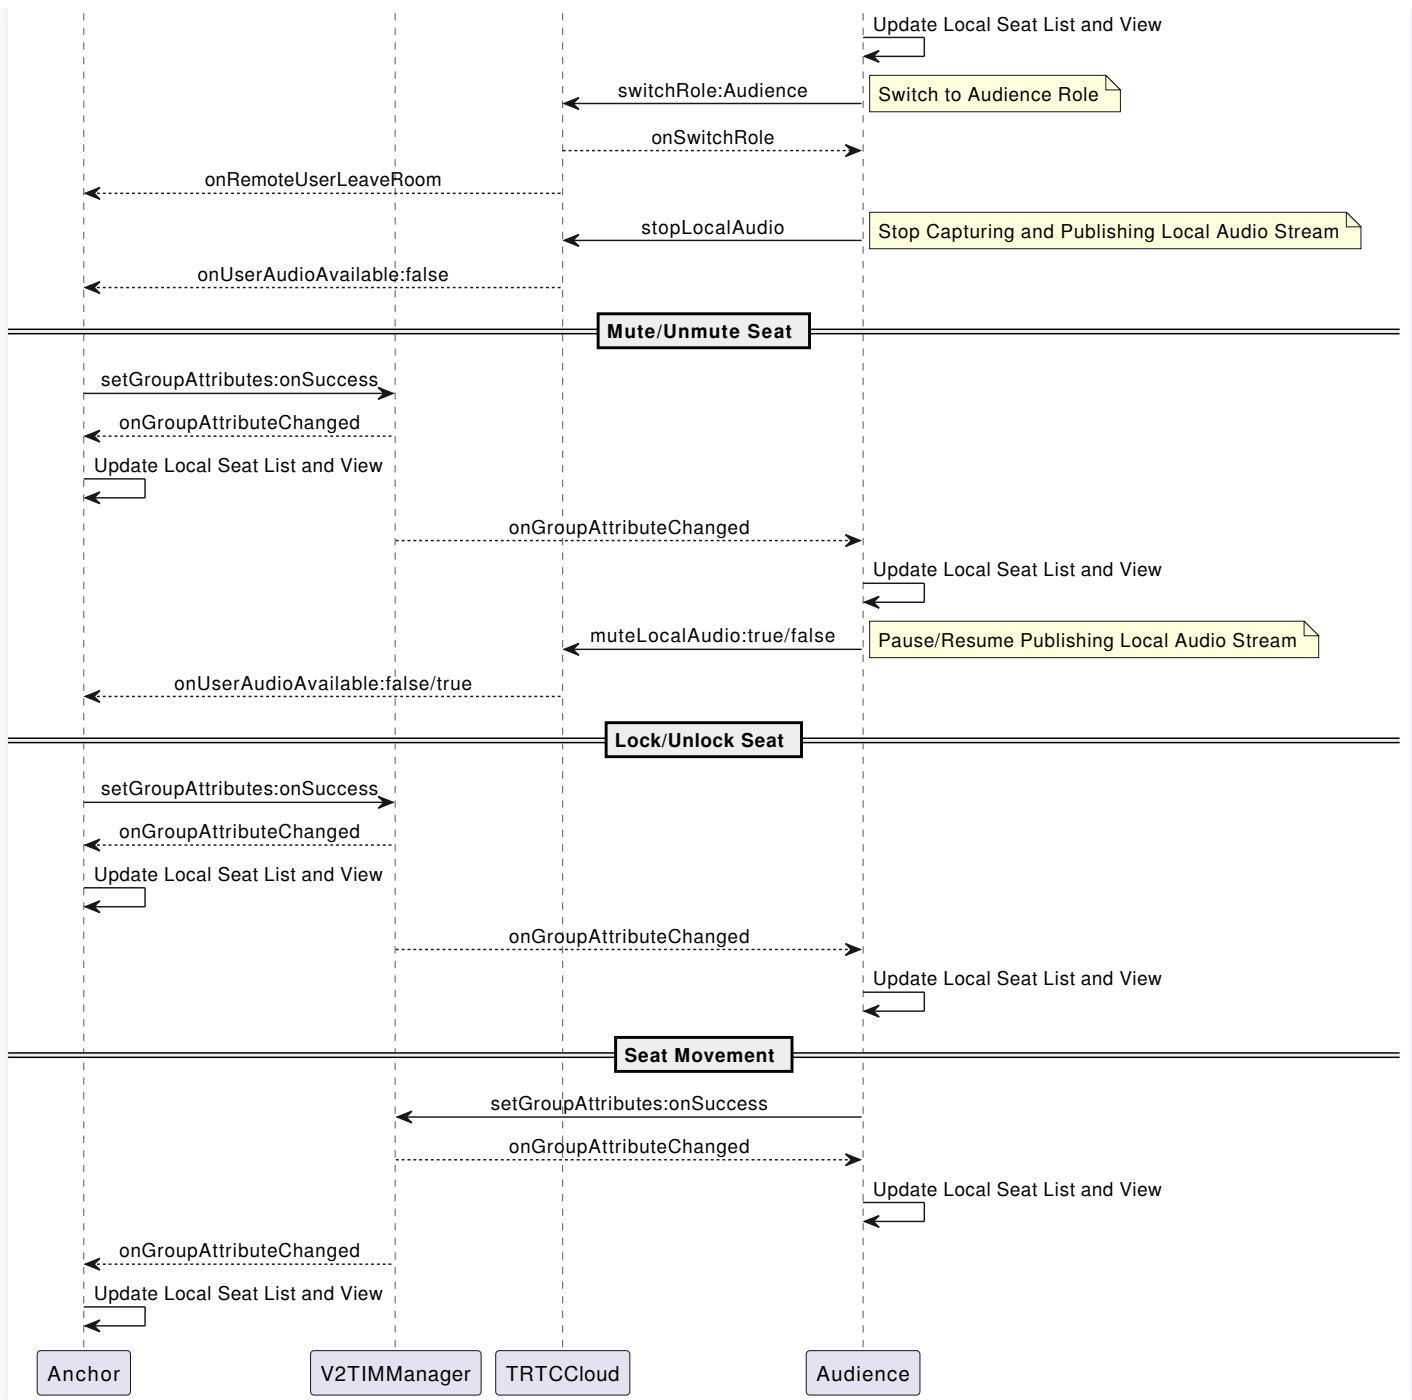 Update Local Seat List and View
switchRole:Audience
Switch to Audience Role
onSwitchRole
onRemoteUserLeaveRoom
stopLocalAudio
Stop Capturing and Publishing Local Audio Stream
onUserAudioAvailable:false
Mute/Unmute Seat
setGroupAttributes:onSuccess
onGroupAttributeChanged
Update Local Seat List and View
onGroupAttributeChanged
Update Local Seat List and View
muteLocalAudio:true/false
Pause/Resume Publishing Local Audio Stream
onUserAudioAvailable:false/true
Lock/Unlock Seat
setGroupAttributes:onSuccess
onGroupAttributeChanged
Update Local Seat List and View
onGroupAttributeChanged
Update Local Seat List and View
Seat Movement
setGroupAttributes:onSuccess
onGroupAttributeChanged
Update Local Seat List and View
onGroupAttributeChanged
Update Local Seat List and View
Anchor
V2TIMManager
TRTCCloud
Audience